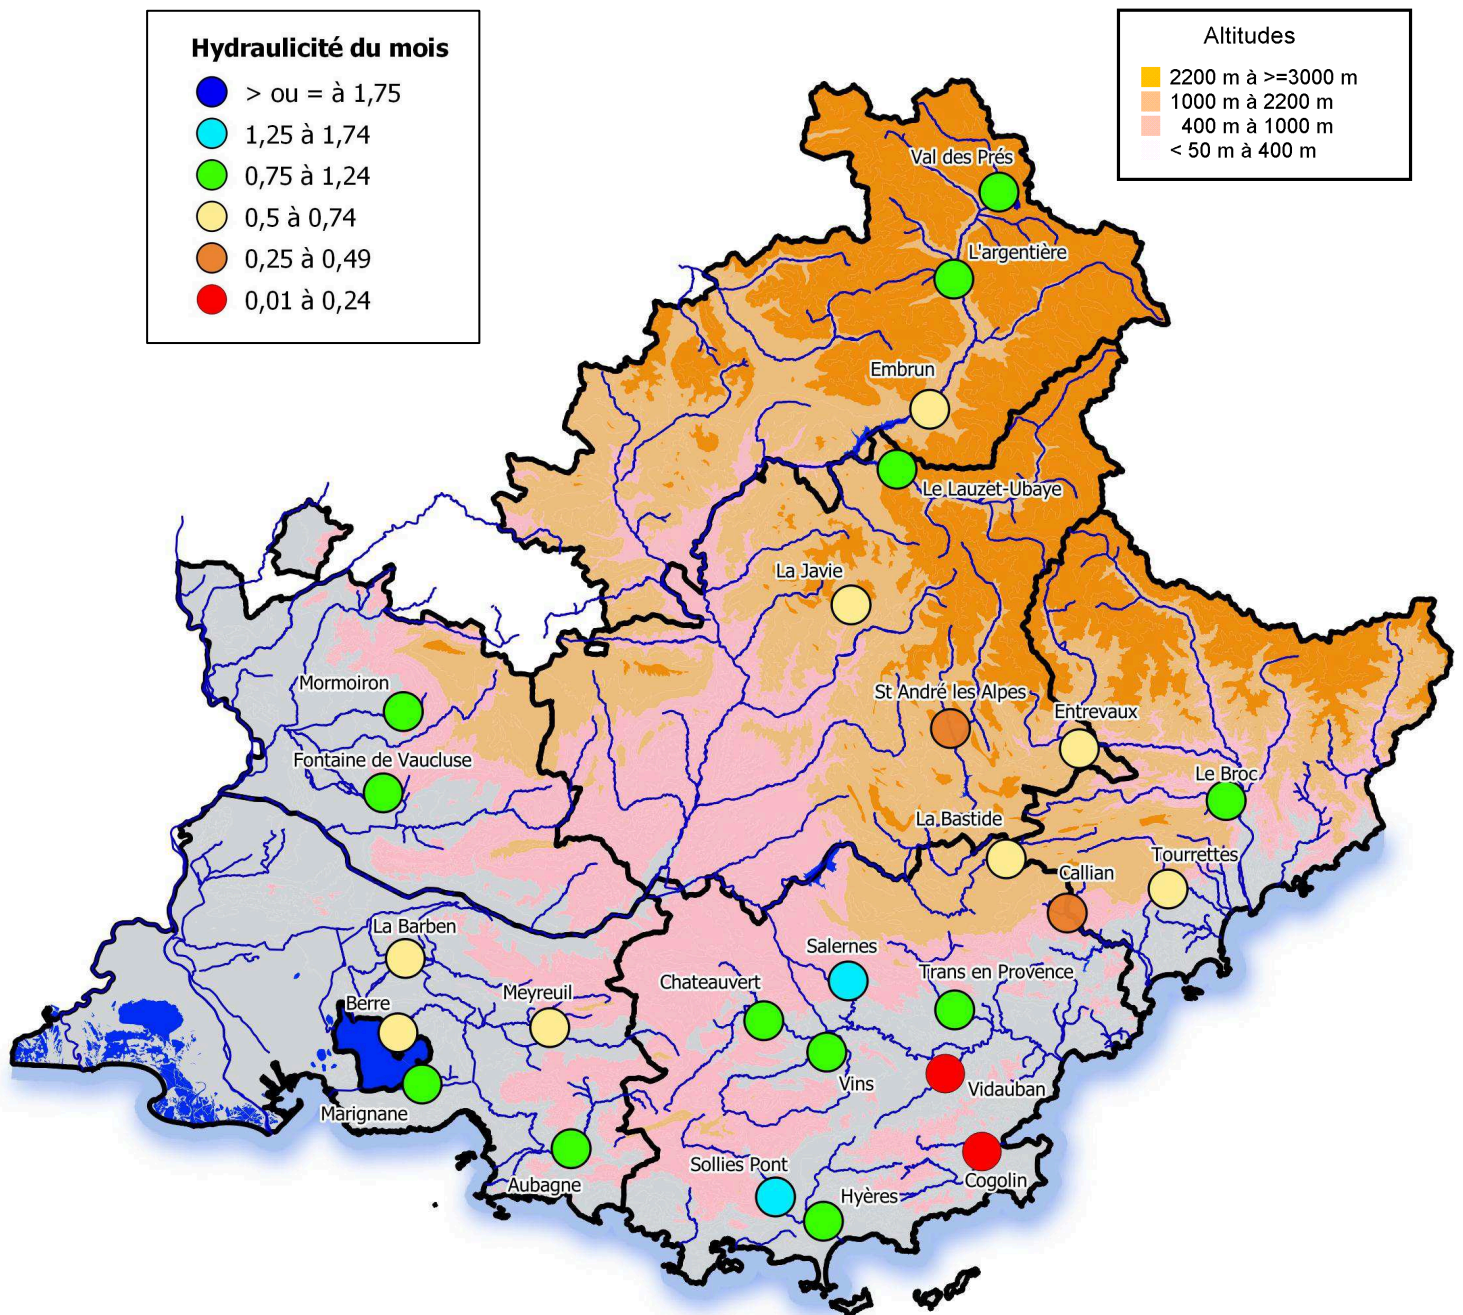 Hydraulicité du mois
> ou = à 1,75
1,25 à 1,74
0,75 à 1,24
0,5 à 0,74
0,25 à 0,49
0,01 à 0,24
Altitudes
2200 m à >=3000 m
1000 m à 2200 m
400 m à 1000 m
< 50 m à 400 m
Val des Prés
L'argentière
Embrun
Le Lauzet-Ubaye
La Javie
Mormoiron
St André les Alpes
Entrevaux
Fontaine de Vaucluse
Le Broc
La Bastide
Tourrettes
Callian
La Barben
Salernes
Trans en Provence
Chateauvert
Meyreuil
Berre
Vins
Vidauban
Marignane
Sollies Pont
Cogolin
Aubagne
Hyères